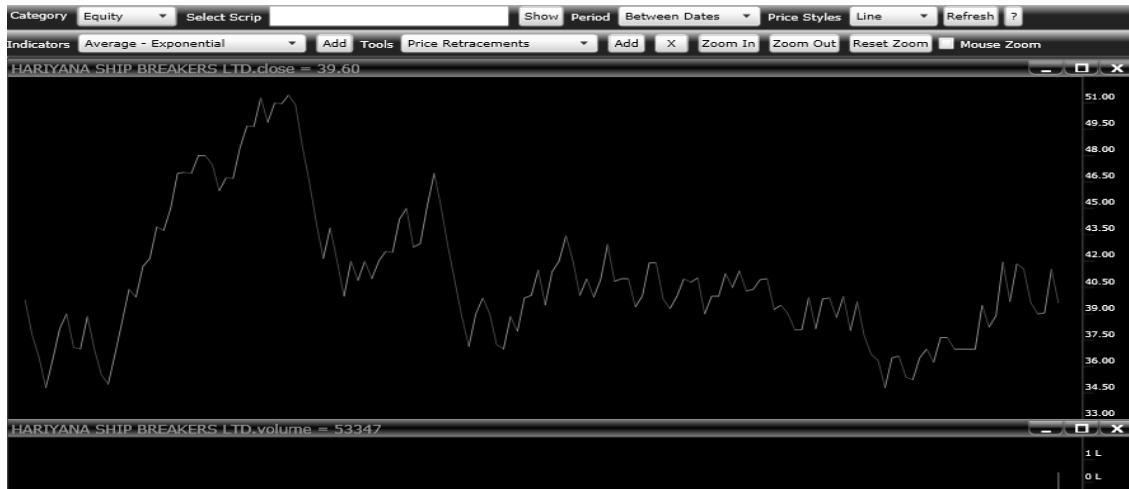 Category Equity Select Scrip Show Period Between Dates Price Styles Line Refresh ?
Indicators Average - Exponential Add Tools Price Retracements Add X Zoom In Zoom Out Reset Zoom Mouse Zoom
HARIYANA SHIP BREAKERS LTD.close = 39.60
51.00
49.50
48.00
46.50
45.00
43.50
42.00
40.50
39.00
37.50
36.00
34.50
33.00
HARIYANA SHIP BREAKERS LTD.volume = 53347
1 L
0 L